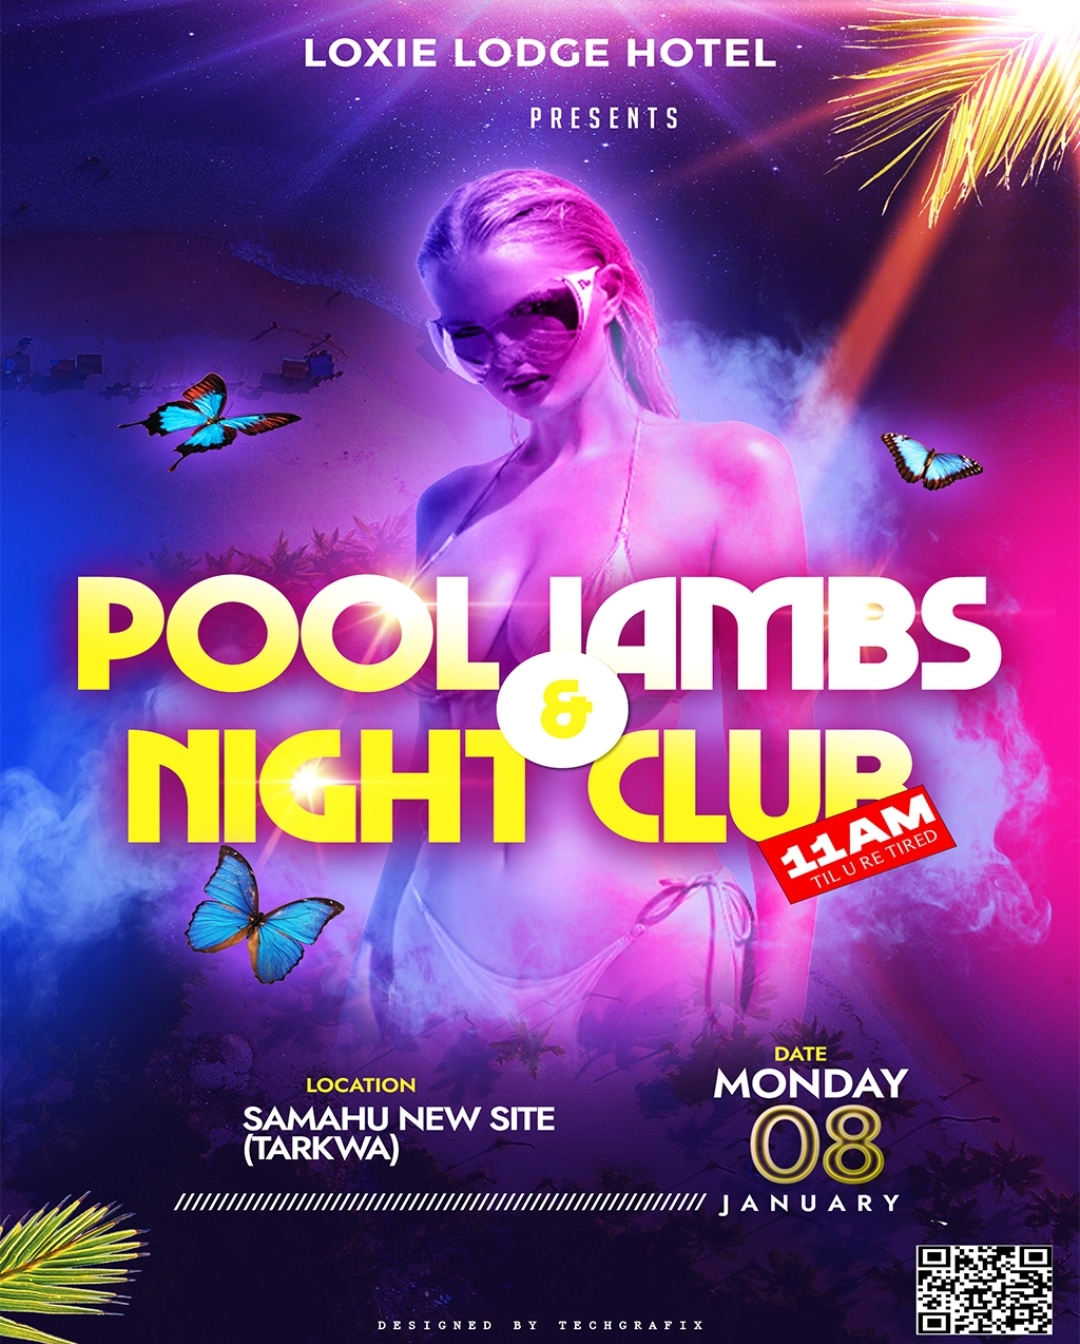 LOXIE LODGE HOTEL
PRESENTS
POOL JAMBS
&
NIGHT CLUB
11AM
TIL U RE TIRED
LOCATION
SAMAHU NEW SITE
(TARKWA)
DATE
MONDAY
08
JANUARY
DESIGNED BY TECHGRAFIX